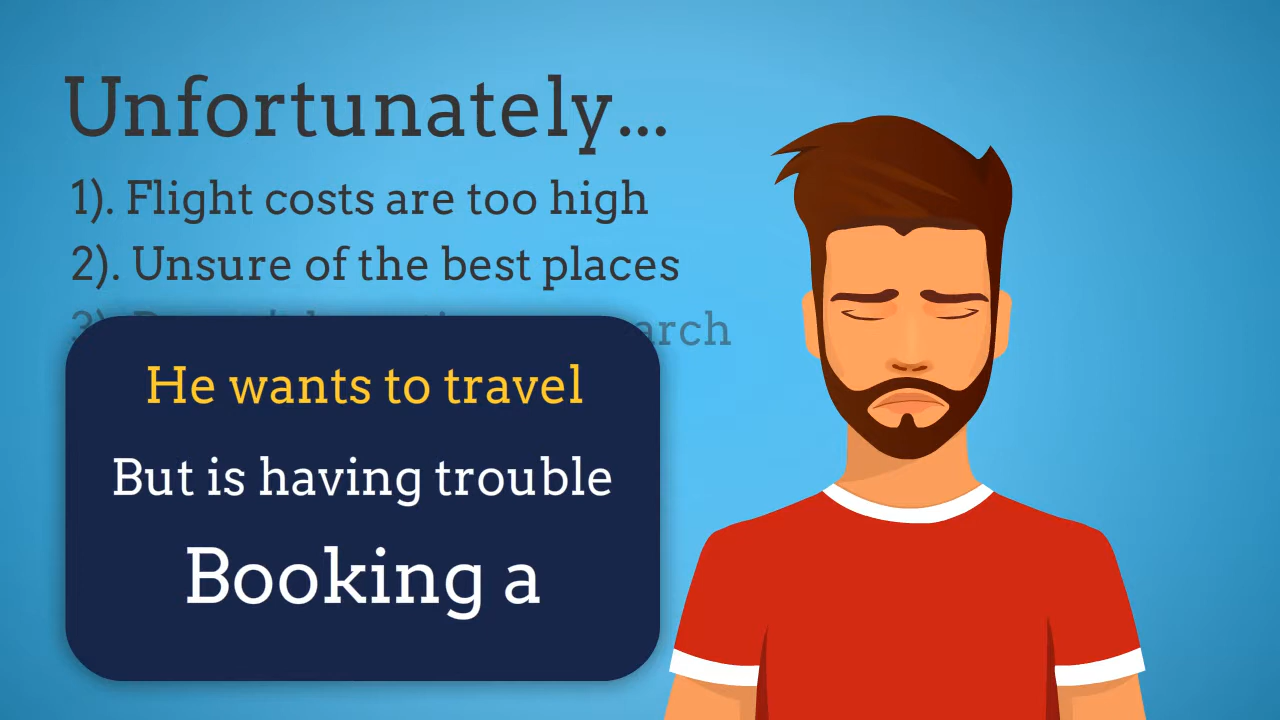 Unfortunately...
1). Flight costs are too high
2). Unsure of the best places
3).
He wants to travel
But is having trouble
Booking a